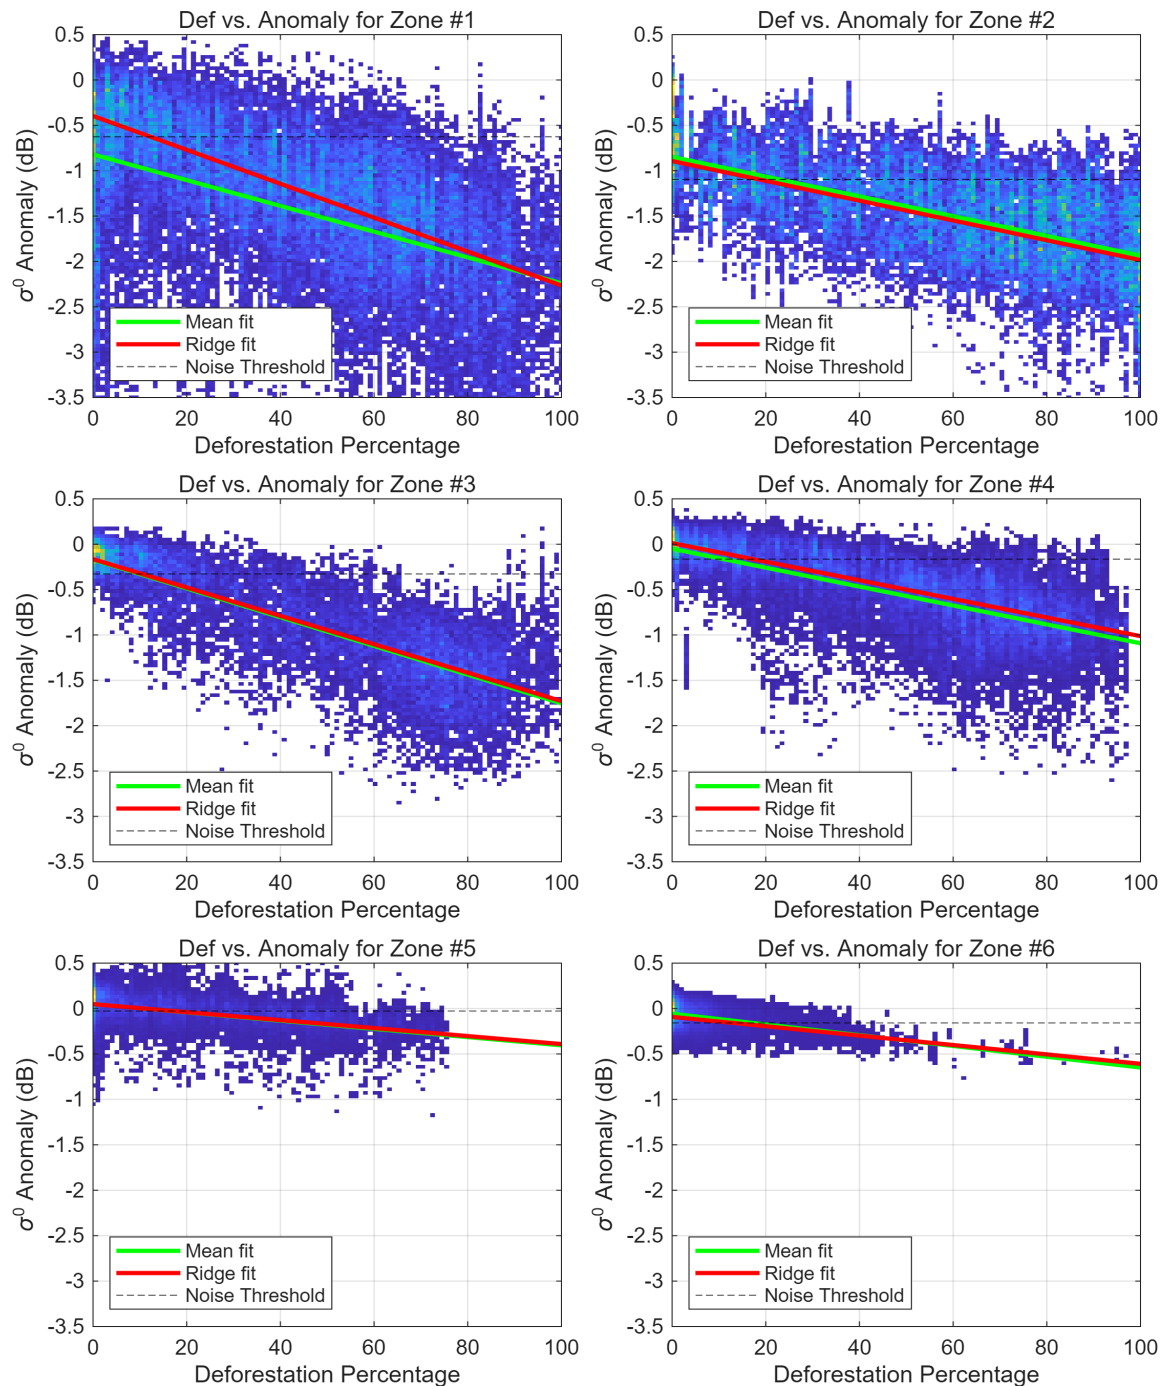 Def vs. Anomaly for Zone #1
0.5
0
-0.5
-1
-1.5
-2
-2.5
-3
-3.5
σ⁰ Anomaly (dB)
Mean fit
Ridge fit
Noise Threshold
0 20 40 60 80 100
Deforestation Percentage
Def vs. Anomaly for Zone #2
0.5
0
-0.5
-1
-1.5
-2
-2.5
-3
-3.5
σ⁰ Anomaly (dB)
Mean fit
Ridge fit
Noise Threshold
0 20 40 60 80 100
Deforestation Percentage
Def vs. Anomaly for Zone #3
0.5
0
-0.5
-1
-1.5
-2
-2.5
-3
-3.5
σ⁰ Anomaly (dB)
Mean fit
Ridge fit
Noise Threshold
0 20 40 60 80 100
Deforestation Percentage
Def vs. Anomaly for Zone #4
0.5
0
-0.5
-1
-1.5
-2
-2.5
-3
-3.5
σ⁰ Anomaly (dB)
Mean fit
Ridge fit
Noise Threshold
0 20 40 60 80 100
Deforestation Percentage
Def vs. Anomaly for Zone #5
0.5
0
-0.5
-1
-1.5
-2
-2.5
-3
-3.5
σ⁰ Anomaly (dB)
Mean fit
Ridge fit
Noise Threshold
0 20 40 60 80 100
Deforestation Percentage
Def vs. Anomaly for Zone #6
0.5
0
-0.5
-1
-1.5
-2
-2.5
-3
-3.5
σ⁰ Anomaly (dB)
Mean fit
Ridge fit
Noise Threshold
0 20 40 60 80 100
Deforestation Percentage